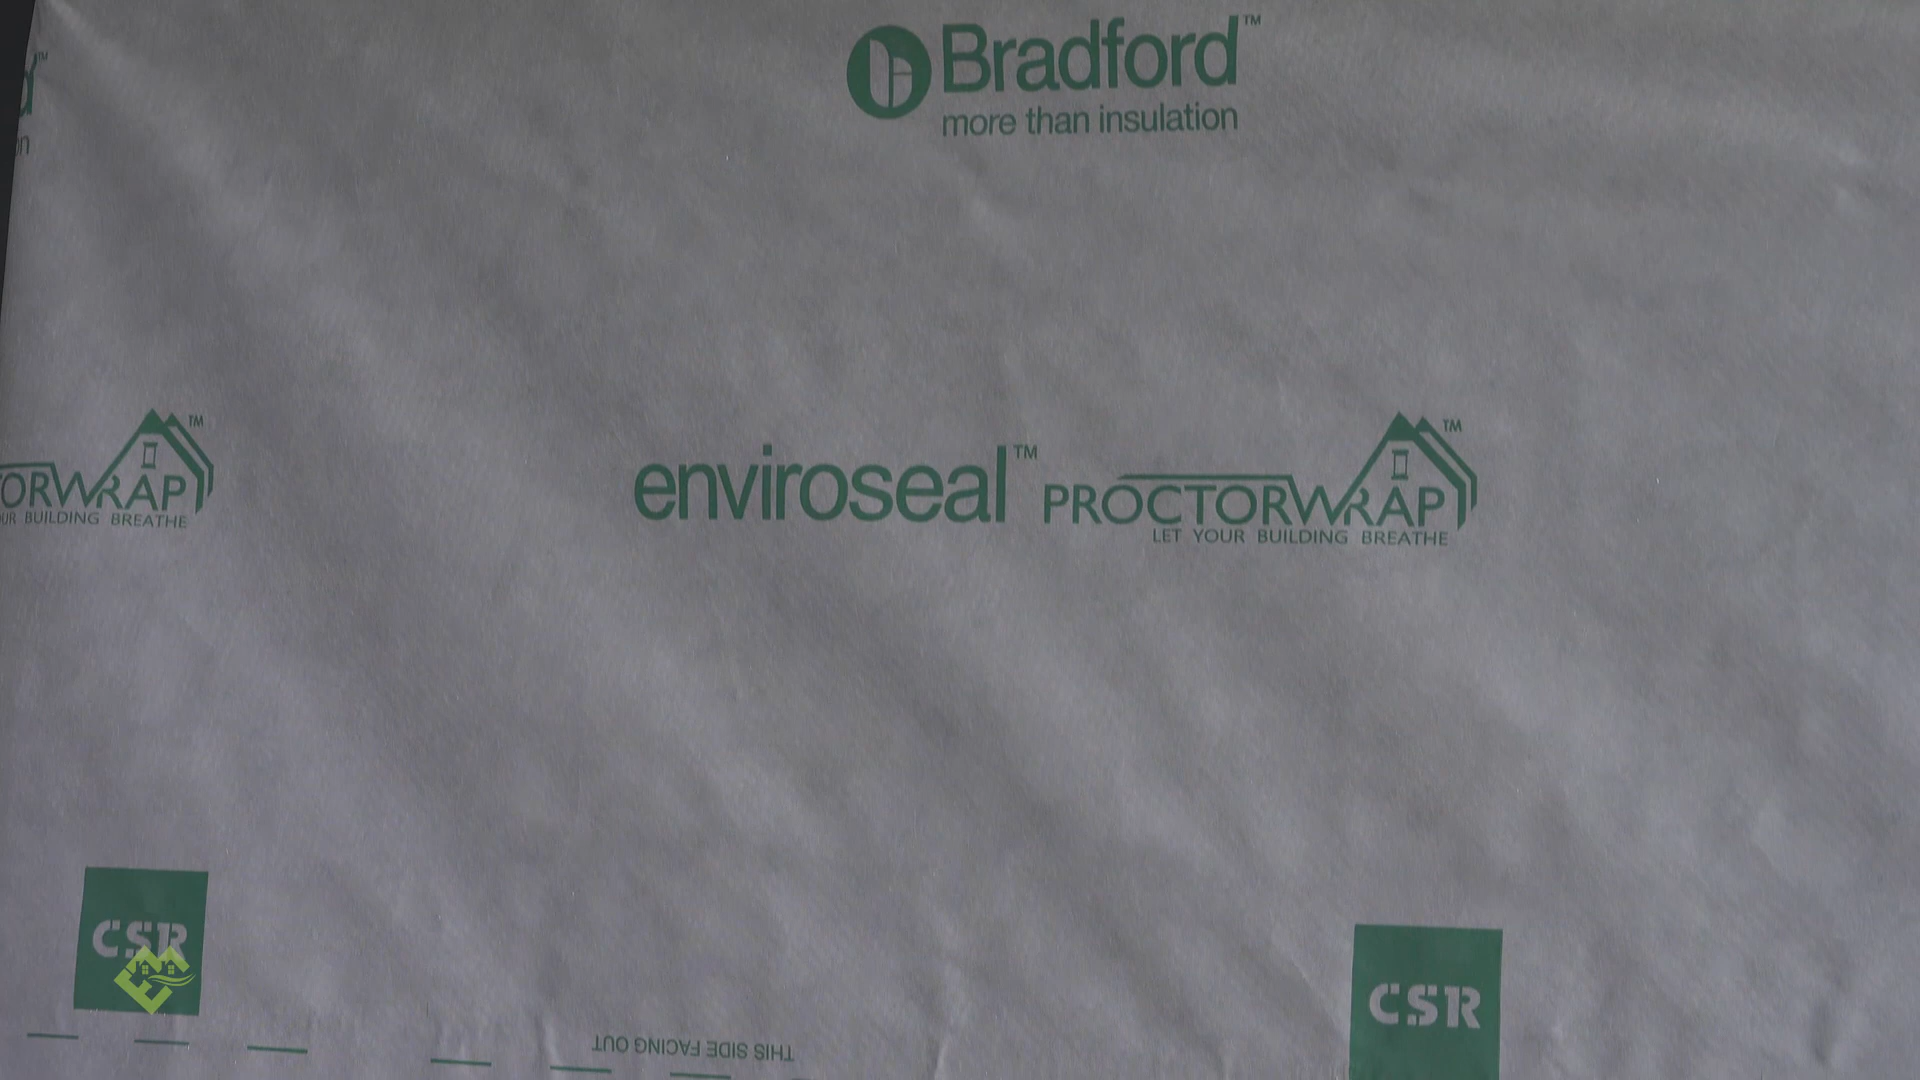 Bradford™
more than insulation
enviroseal™ PROCTORWRAP™
LET YOUR BUILDING BREATHE
ORWRAP™
UR BUILDING BREATHE
CSR
CSR
THIS SIDE FACING OUT